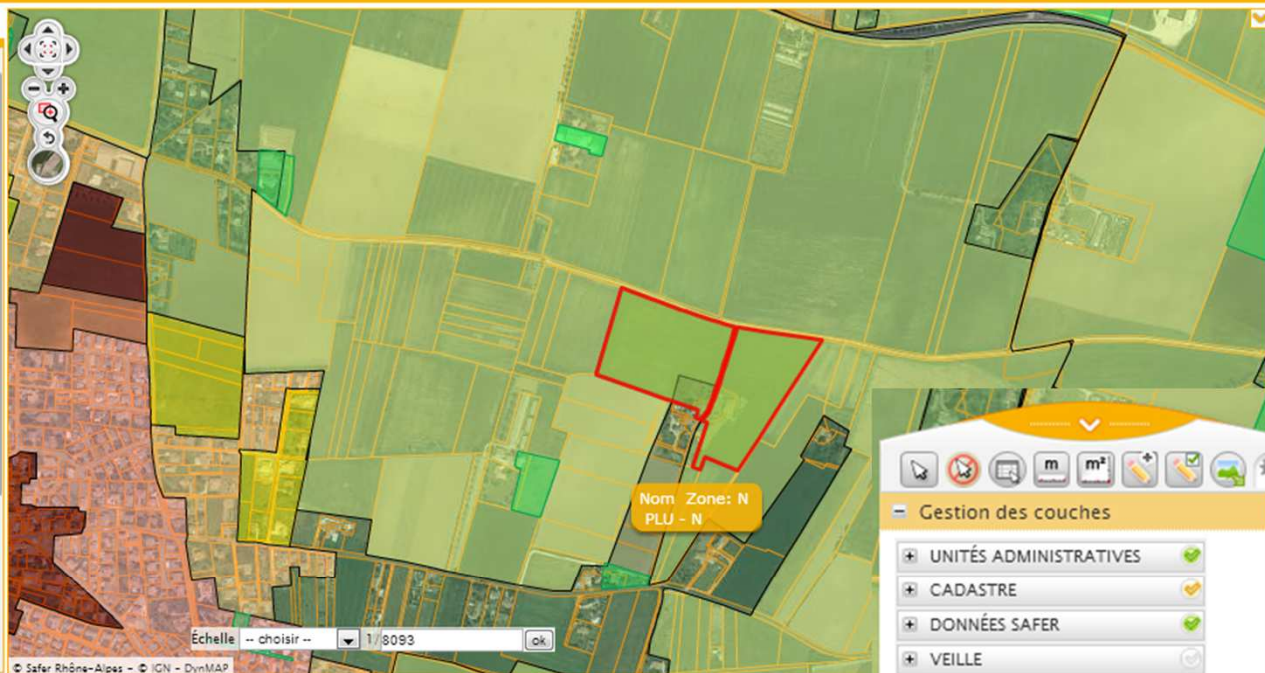 Nom Zone: N
PLU - N
m
m²
Gestion des couches
UNITÉS ADMINISTRATIVES
CADASTRE
DONNÉES SAFER
VEILLE
Échelle -- choisir -- 1/8093 ok
© Safer Rhône-Alpes - © IGN - DynMAP